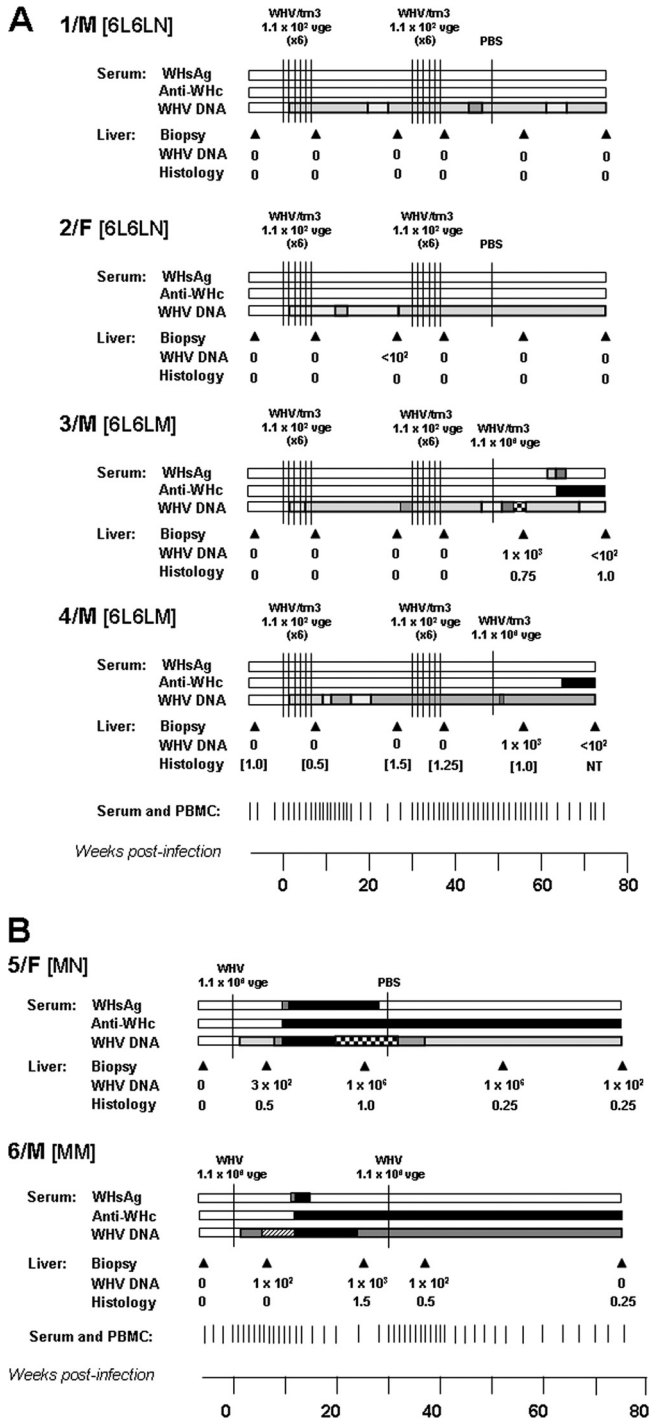 A
1/M [6L6LN]
WHV/tm3 WHV/tm3
1.1 x 10² vge 1.1 x 10² vge
(x6) (x6) PBS
Serum: WHsAg
Anti-WHc
WHV DNA
Liver: Biopsy
WHV DNA 0 0 0 0 0 0
Histology 0 0 0 0 0 0
2/F [6L6LN]
WHV/tm3 WHV/tm3
1.1 x 10² vge 1.1 x 10² vge
(x6) (x6) PBS
Serum: WHsAg
Anti-WHc
WHV DNA
Liver: Biopsy
WHV DNA 0 0 <10² 0 0 0
Histology 0 0 0 0 0 0
3/M [6L6LM]
WHV/tm3 WHV/tm3
1.1 x 10² vge 1.1 x 10² vge WHV/tm3
(x6) (x6) 1.1 x 10⁶ vge
Serum: WHsAg
Anti-WHc
WHV DNA
Liver: Biopsy
WHV DNA 0 0 0 0 1 x 10³ <10²
Histology 0 0 0 0 0.75 1.0
4/M [6L6LM]
WHV/tm3 WHV/tm3
1.1 x 10² vge 1.1 x 10² vge WHV/tm3
(x6) (x6) 1.1 x 10⁶ vge
Serum: WHsAg
Anti-WHc
WHV DNA
Liver: Biopsy
WHV DNA 0 0 0 0 1 x 10³ <10²
Histology [1.0] [0.5] [1.5] [1.25] [1.0] NT
Serum and PBMC:
Weeks post-infection
0 20 40 60 80
B
5/F [MN]
WHV
1.1 x 10⁶ vge PBS
Serum: WHsAg
Anti-WHc
WHV DNA
Liver: Biopsy
WHV DNA 0 3 x 10² 1 x 10⁶ 1 x 10⁶ 1 x 10²
Histology 0 0.5 1.0 0.25 0.25
6/M [MM]
WHV WHV
1.1 x 10⁶ vge 1.1 x 10⁶ vge
Serum: WHsAg
Anti-WHc
WHV DNA
Liver: Biopsy
WHV DNA 0 1 x 10² 1 x 10³ 1 x 10² 0
Histology 0 0 1.5 0.5 0.25
Serum and PBMC:
Weeks post-infection
0 20 40 60 80